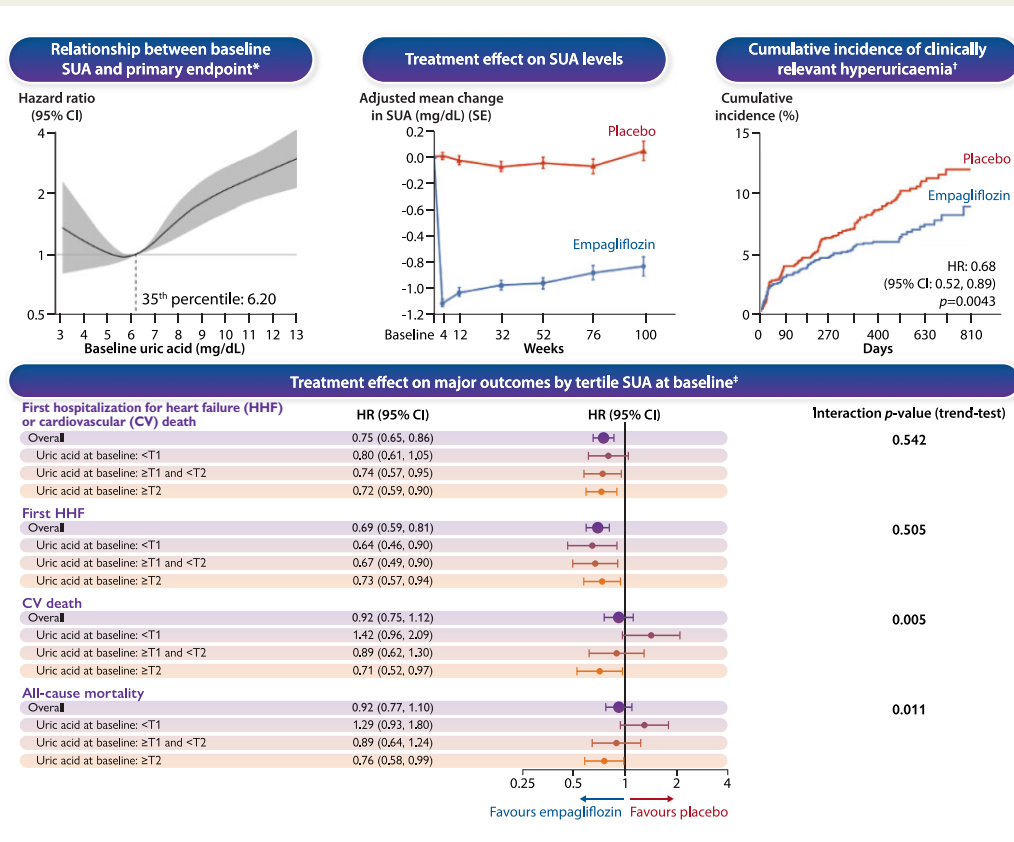 Relationship between baseline
SUA and primary endpoint*
Hazard ratio
(95% CI)
4
2
1
0.5
35th percentile: 6.20
3 4 5 6 7 8 9 10 11 12 13
Baseline uric acid (mg/dL)
Treatment effect on SUA levels
Adjusted mean change
in SUA (mg/dL) (SE)
0.2
0.0
-0.2
-0.6
-0.4
-0.8
-1.0
-1.2
Placebo
Empagliflozin
Baseline 4 12 32 52 76 100
Weeks
Cumulative incidence of clinically
relevant hyperuricaemia†
Cumulative
incidence (%)
15
10
5
0
Placebo
Empagliflozin
HR: 0.68
(95% CI: 0.52, 0.89)
p=0.0043
0 90 270 400 630 810
Days
Treatment effect on major outcomes by tertile SUA at baseline‡
First hospitalization for heart failure (HHF)
or cardiovascular (CV) death
HR (95% CI) HR (95% CI) Interaction p-value (trend-test)
Overall 0.75 (0.65, 0.86) 0.542
Uric acid at baseline: <T1 0.80 (0.61, 1.05)
Uric acid at baseline: ≥T1 and <T2 0.74 (0.57, 0.95)
Uric acid at baseline: ≥T2 0.72 (0.59, 0.90)
First HHF
Overall 0.69 (0.59, 0.81) 0.505
Uric acid at baseline: <T1 0.64 (0.46, 0.90)
Uric acid at baseline: ≥T1 and <T2 0.67 (0.49, 0.90)
Uric acid at baseline: ≥T2 0.73 (0.57, 0.94)
CV death
Overall 0.92 (0.75, 1.12) 0.005
Uric acid at baseline: <T1 1.42 (0.96, 2.09)
Uric acid at baseline: ≥T1 and <T2 0.89 (0.62, 1.30)
Uric acid at baseline: ≥T2 0.71 (0.52, 0.97)
All-cause mortality
Overall 0.92 (0.77, 1.10) 0.011
Uric acid at baseline: <T1 1.29 (0.93, 1.80)
Uric acid at baseline: ≥T1 and <T2 0.89 (0.64, 1.24)
Uric acid at baseline: ≥T2 0.76 (0.58, 0.99)
0.25 0.5 1 2 4
Favours empagliflozin Favours placebo